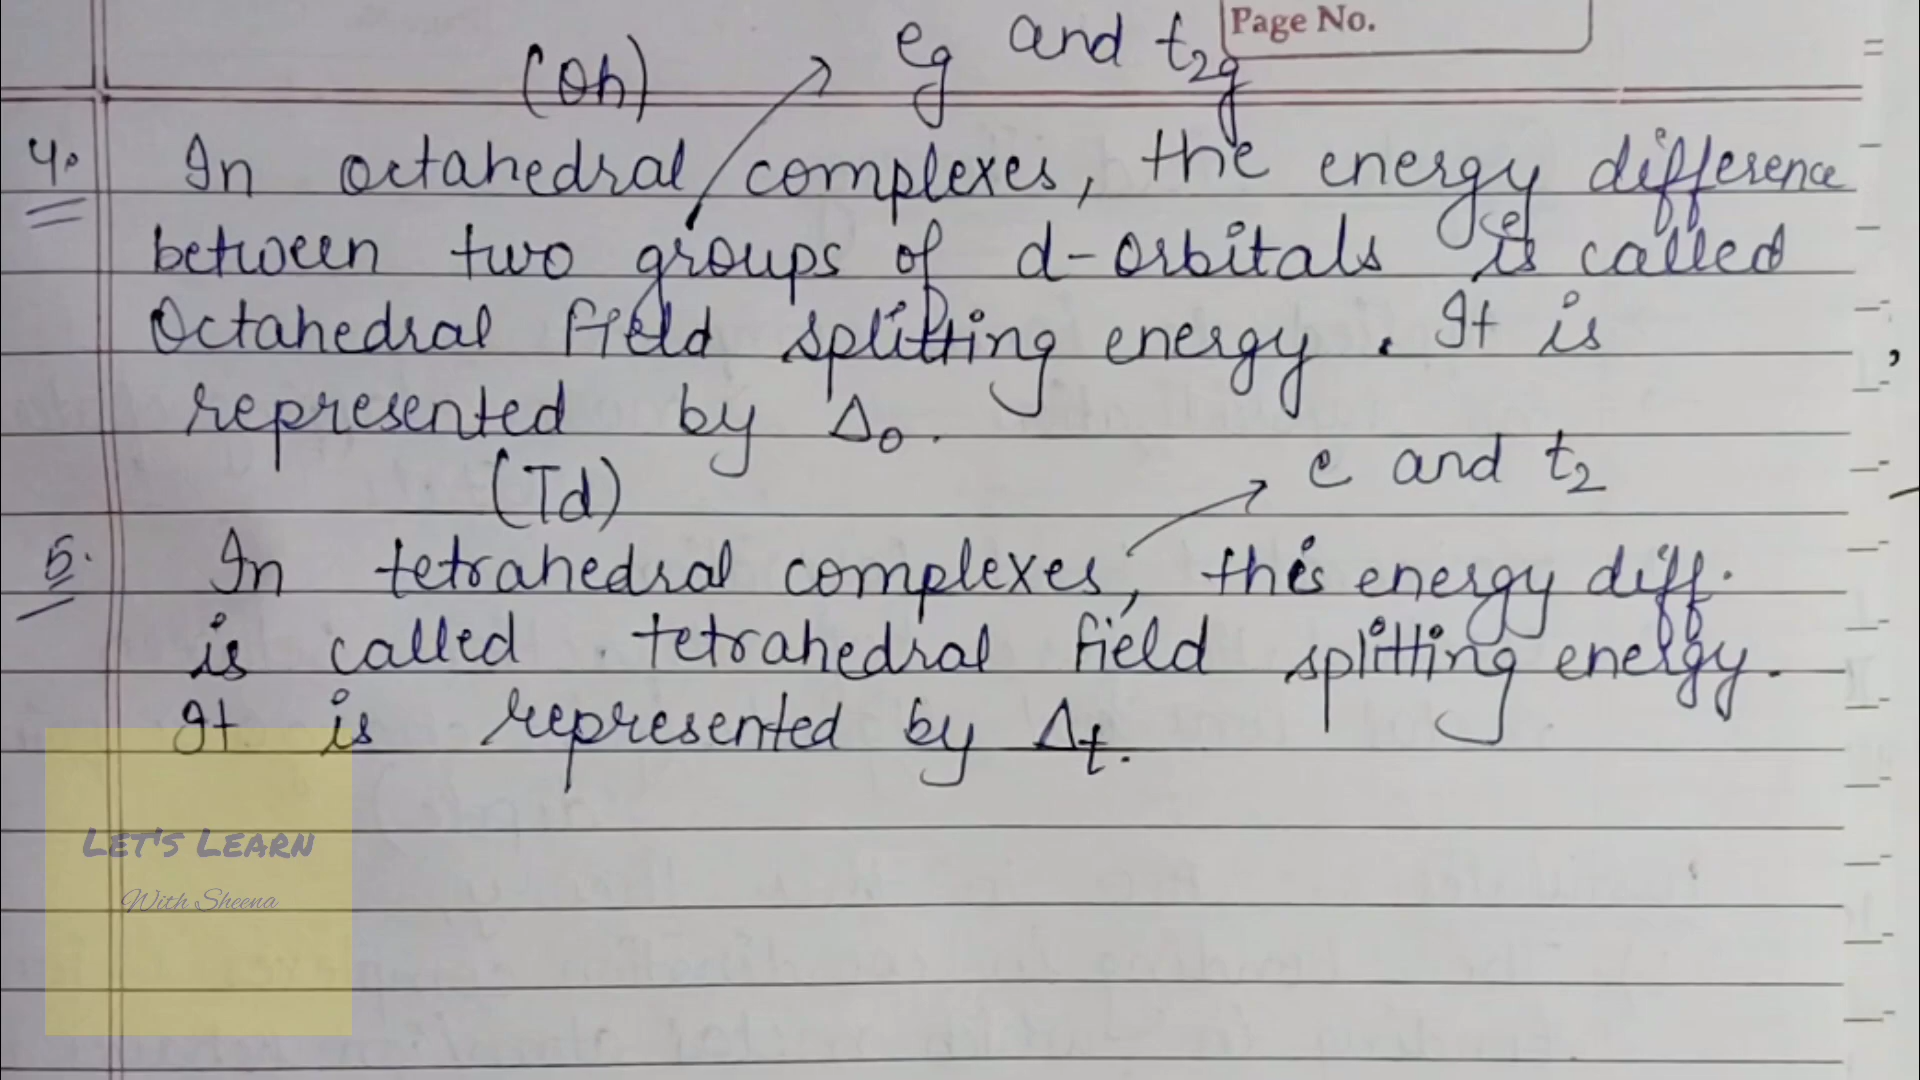 Page No.
(Oh) eg and t2g
4. In octahedral complexes, the energy difference
between two groups of d-orbitals is called
Octahedral field splitting energy. It is
represented by Δo.
(Td) e and t2
5. In tetrahedral complexes, this energy diff.
is called tetrahedral field splitting energy.
It is represented by Δt.
LET'S LEARN
With Sheena